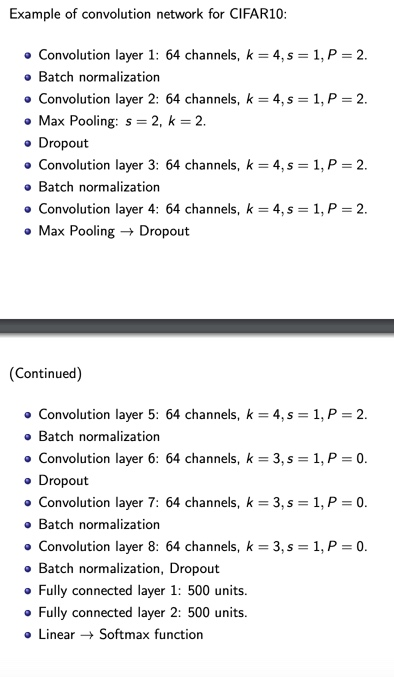 Example of convolution network for CIFAR10:
• Convolution layer 1: 64 channels, k = 4, s = 1, P = 2.
• Batch normalization
• Convolution layer 2: 64 channels, k = 4, s = 1, P = 2.
• Max Pooling: s = 2, k = 2.
• Dropout
• Convolution layer 3: 64 channels, k = 4, s = 1, P = 2.
• Batch normalization
• Convolution layer 4: 64 channels, k = 4, s = 1, P = 2.
• Max Pooling → Dropout
(Continued)
• Convolution layer 5: 64 channels, k = 4, s = 1, P = 2.
• Batch normalization
• Convolution layer 6: 64 channels, k = 3, s = 1, P = 0.
• Dropout
• Convolution layer 7: 64 channels, k = 3, s = 1, P = 0.
• Batch normalization
• Convolution layer 8: 64 channels, k = 3, s = 1, P = 0.
• Batch normalization, Dropout
• Fully connected layer 1: 500 units.
• Fully connected layer 2: 500 units.
• Linear → Softmax function